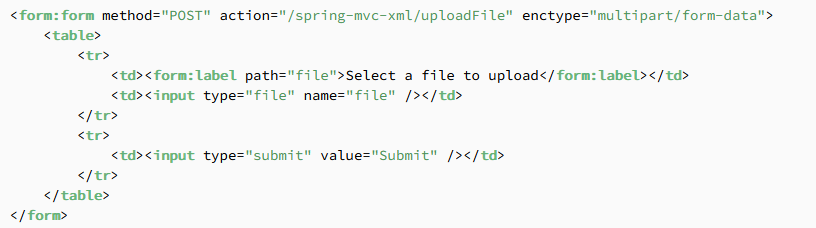 <form:form method="POST" action="/spring-mvc-xml/uploadFile" enctype="multipart/form-data">
    <table>
        <tr>
            <td><form:label path="file">Select a file to upload</form:label></td>
            <td><input type="file" name="file" /></td>
        </tr>
        <tr>
            <td><input type="submit" value="Submit" /></td>
        </tr>
    </table>
</form>